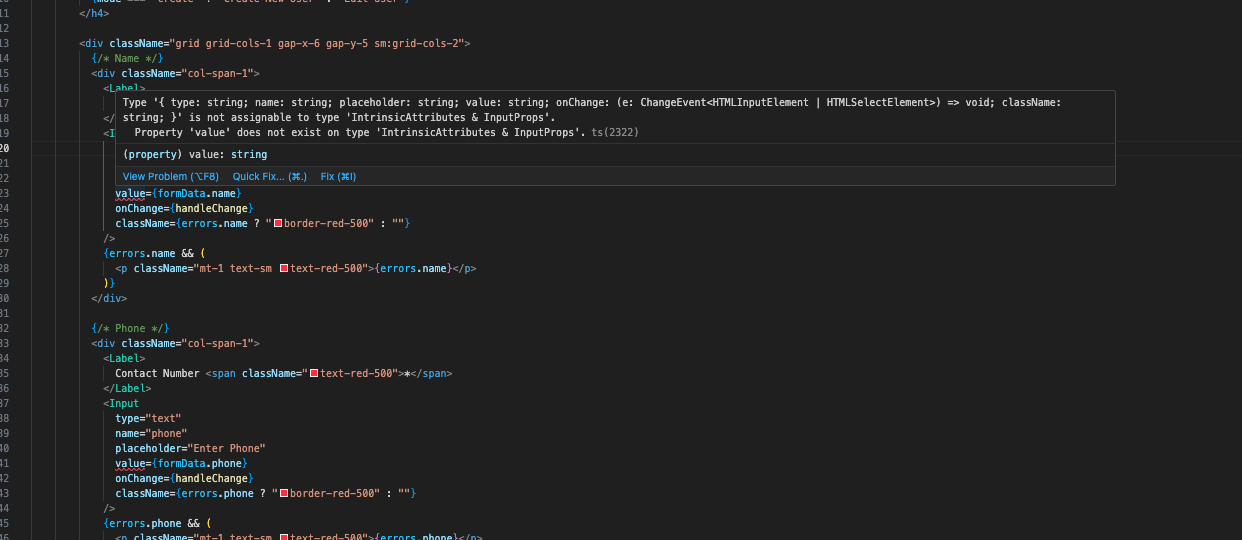 11 </h4>
12
13 <div className="grid grid-cols-1 gap-x-6 gap-y-5 sm:grid-cols-2">
14 {/* Name */}
15 <div className="col-span-1">
16 <Label>
17 Type '{ type: string; name: string; placeholder: string; value: string; onChange: (e: ChangeEvent<HTMLInputElement | HTMLSelectElement>) => void; className:
18 </ string; }' is not assignable to type 'IntrinsicAttributes & InputProps'.
19 <I Property 'value' does not exist on type 'IntrinsicAttributes & InputProps'. ts(2322)
20 (property) value: string
21
22 View Problem (⌥F8) Quick Fix... (⌘.) Fix (⌘I)
23 value={formData.name}
24 onChange={handleChange}
25 className={errors.name ? "border-red-500" : ""}
26 />
27 {errors.name && (
28 <p className="mt-1 text-sm text-red-500">{errors.name}</p>
29 )}
30 </div>
31
32 {/* Phone */}
33 <div className="col-span-1">
34 <Label>
35 Contact Number <span className="text-red-500">*</span>
36 </Label>
37 <Input
38 type="text"
39 name="phone"
40 placeholder="Enter Phone"
41 value={formData.phone}
42 onChange={handleChange}
43 className={errors.phone ? "border-red-500" : ""}
44 />
45 {errors.phone && (
46 <p className="mt-1 text-sm text-red-500">{errors.phone}</p>